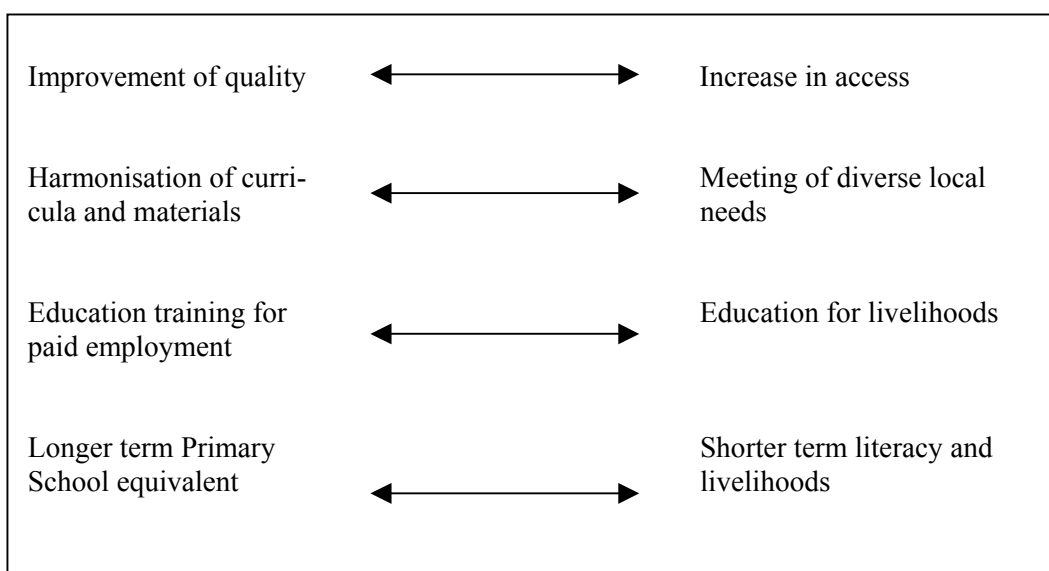 Improvement of quality
Increase in access
Harmonisation of curri-
cula and materials
Meeting of diverse local
needs
Education training for
paid employment
Education for livelihoods
Longer term Primary
School equivalent
Shorter term literacy and
livelihoods